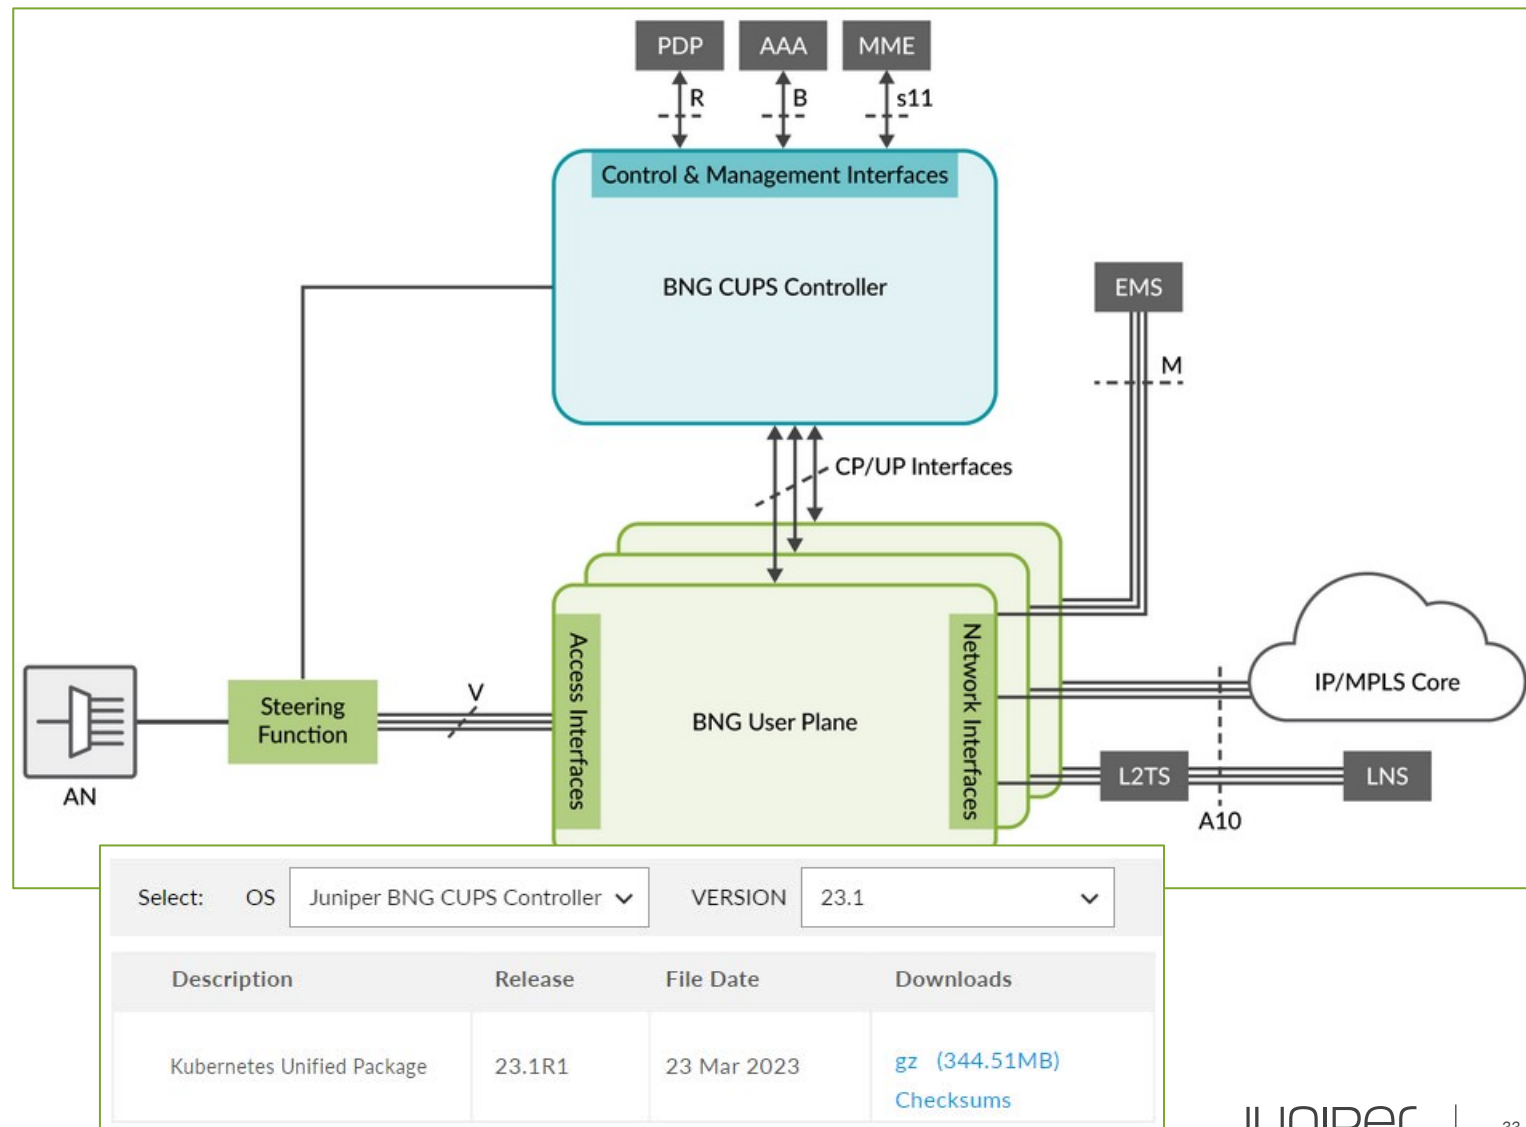 PDP AAA MME
R B s11
Control & Management Interfaces
BNG CUPS Controller
EMS
M
CP/UP Interfaces
Access Interfaces
Network Interfaces
IP/MPLS Core
Steering
Function
V
BNG User Plane
AN
L2TS
LNS
A10
Select: OS Juniper BNG CUPS Controller VERSION 23.1
Description Release File Date Downloads
Kubernetes Unified Package 23.1R1 23 Mar 2023 gz (344.51MB)
Checksums
JUNIPER